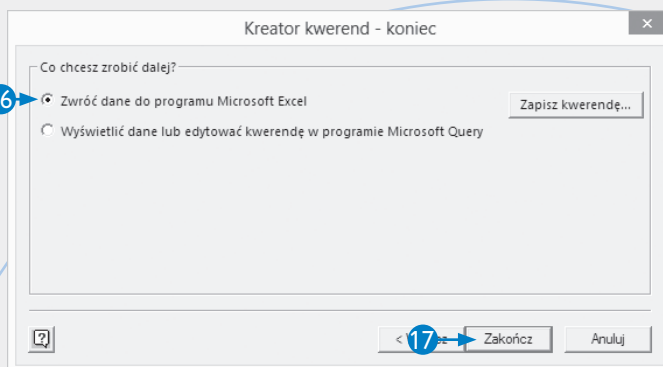 Kreator kwerend - koniec
Co chcesz zrobić dalej?
6
Zwróć dane do programu Microsoft Excel
Zapisz kwerendę...
Wyświetlić dane lub edytować kwerendę w programie Microsoft Query
<
17
Zakończ
Anuluj